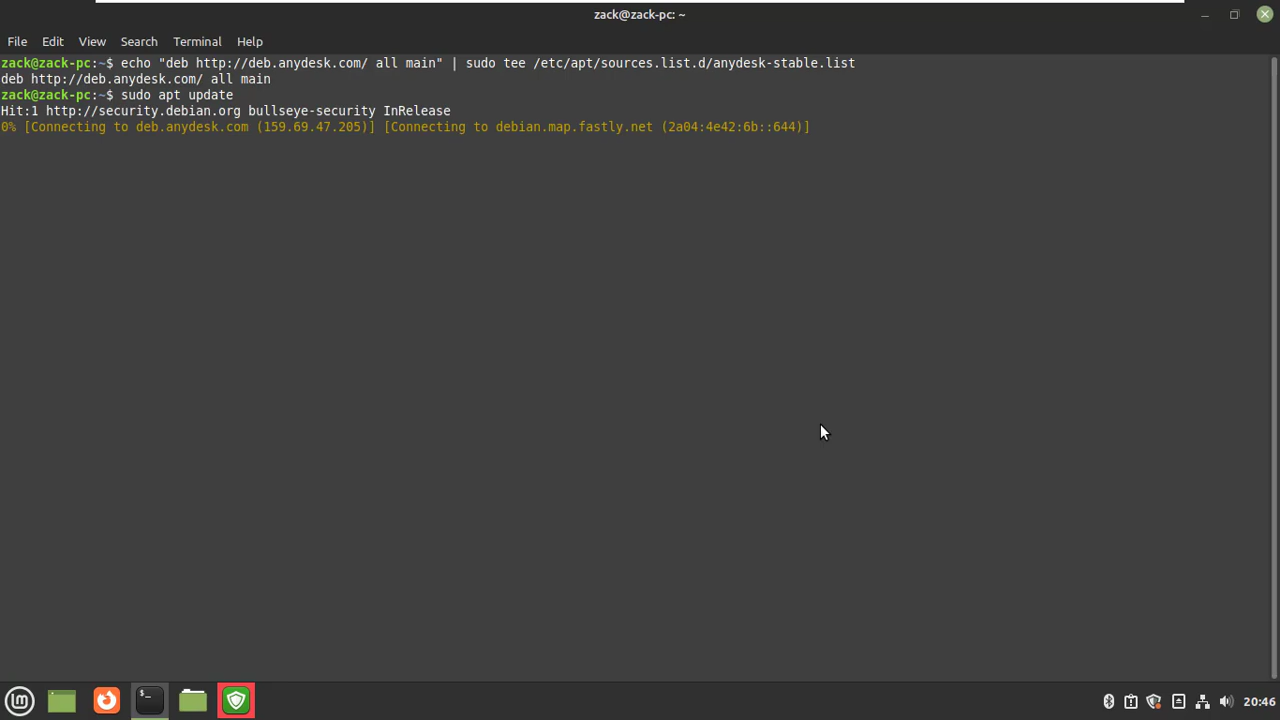 zack@zack-pc: ~
File Edit View Search Terminal Help
zack@zack-pc:~$ echo "deb http://deb.anydesk.com/ all main" | sudo tee /etc/apt/sources.list.d/anydesk-stable.list
deb http://deb.anydesk.com/ all main
zack@zack-pc:~$ sudo apt update
Hit:1 http://security.debian.org bullseye-security InRelease
0% [Connecting to deb.anydesk.com (159.69.47.205)] [Connecting to debian.map.fastly.net (2a04:4e42:6b::644)]
$_
20:46